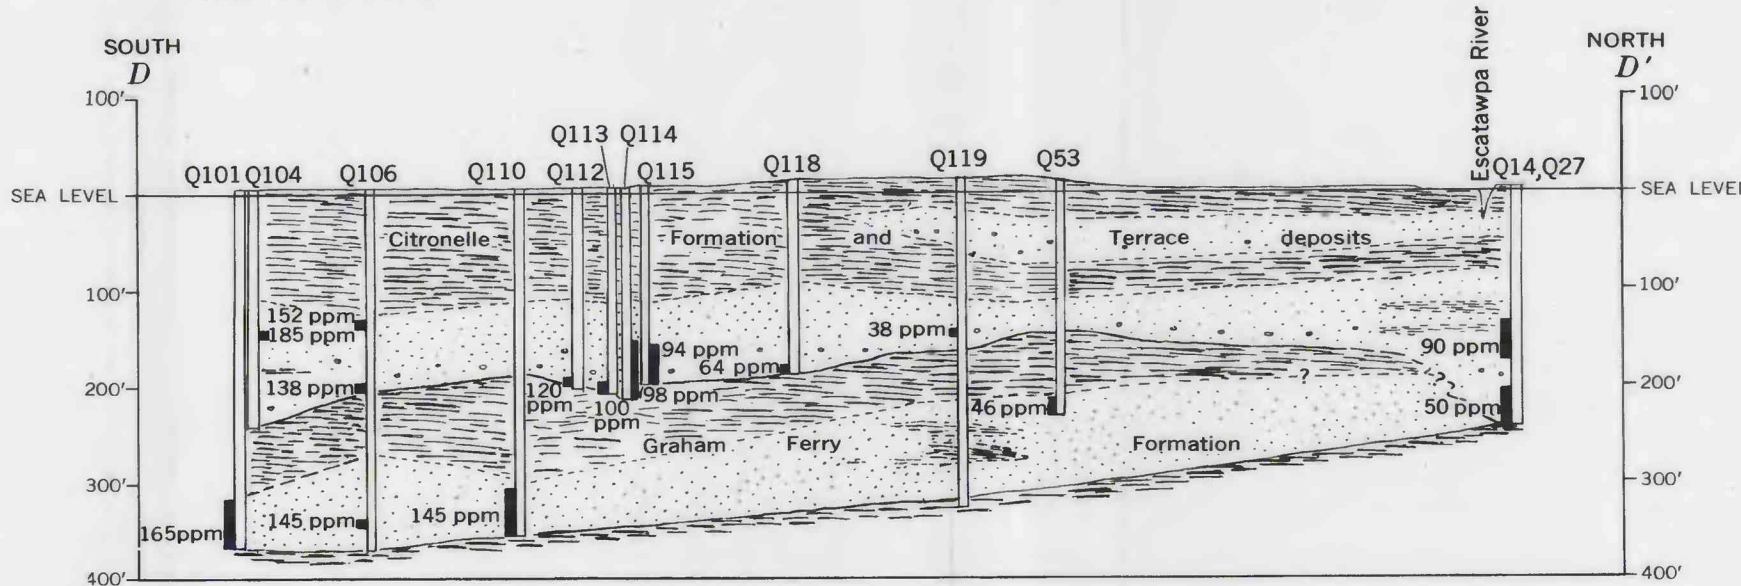 SOUTH
D
NORTH
D'
Escatawpa River
100'
100'
Q113
Q114
Q101
Q104
Q106
Q110
Q112
Q115
Q118
Q119
Q53
Q14,Q27
SEA LEVEL
SEA LEVEL
Citronelle Formation and Terrace deposits
100'
100'
152 ppm
185 ppm
38 ppm
94 ppm
90 ppm
64 ppm
200'
138 ppm
120 ppm
100 ppm
98 ppm
?
200'
46 ppm
50 ppm
Graham Ferry Formation
300'
300'
165ppm
145 ppm
145 ppm
400'
400'